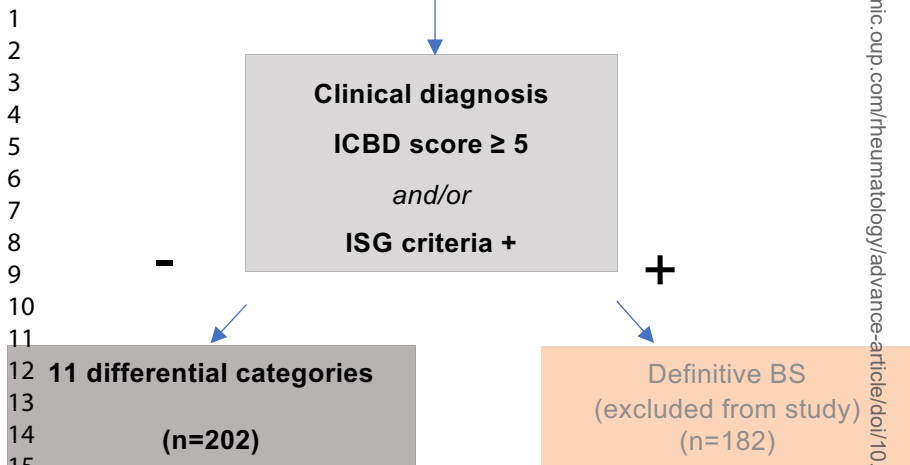 1
2
3
4
5
6
7
8
9
10
11
12
13
14
Clinical diagnosis
ICBD score ≥ 5
and/or
ISG criteria +
-
+
11 differential categories
(n=202)
Definitive BS
(excluded from study)
(n=182)
nic.oup.com/rheumatology/advance-article/doi/10.